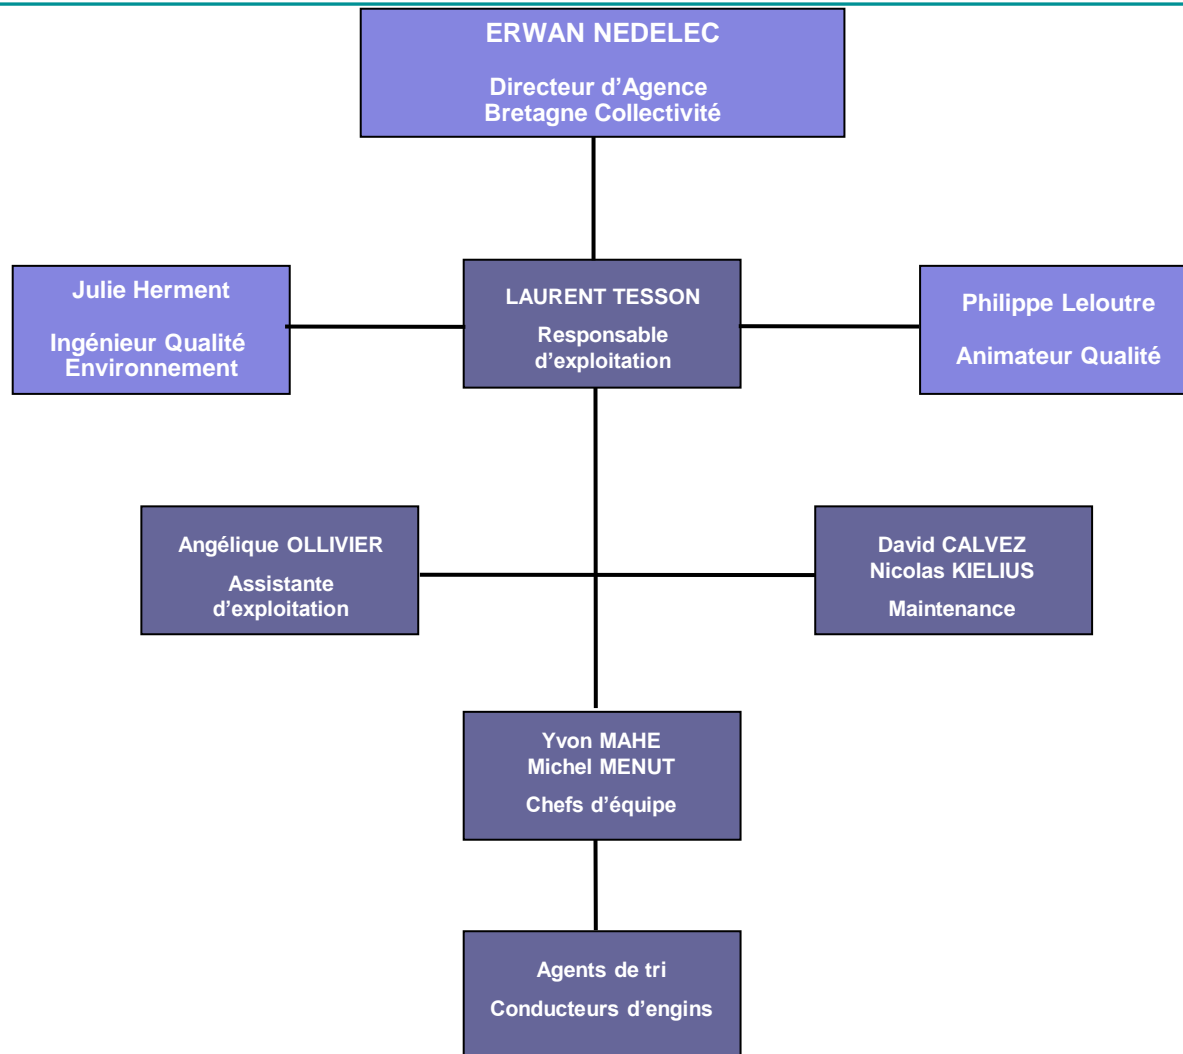 ERWAN NEDELEC
Directeur d’Agence
Bretagne Collectivité
Julie Herment
Ingénieur Qualité
Environnement
LAURENT TESSON
Responsable
d’exploitation
Philippe Leloutre
Animateur Qualité
Angélique OLLIVIER
Assistante
d’exploitation
David CALVEZ
Nicolas KIELIUS
Maintenance
Yvon MAHE
Michel MENUT
Chefs d’équipe
Agents de tri
Conducteurs d’engins